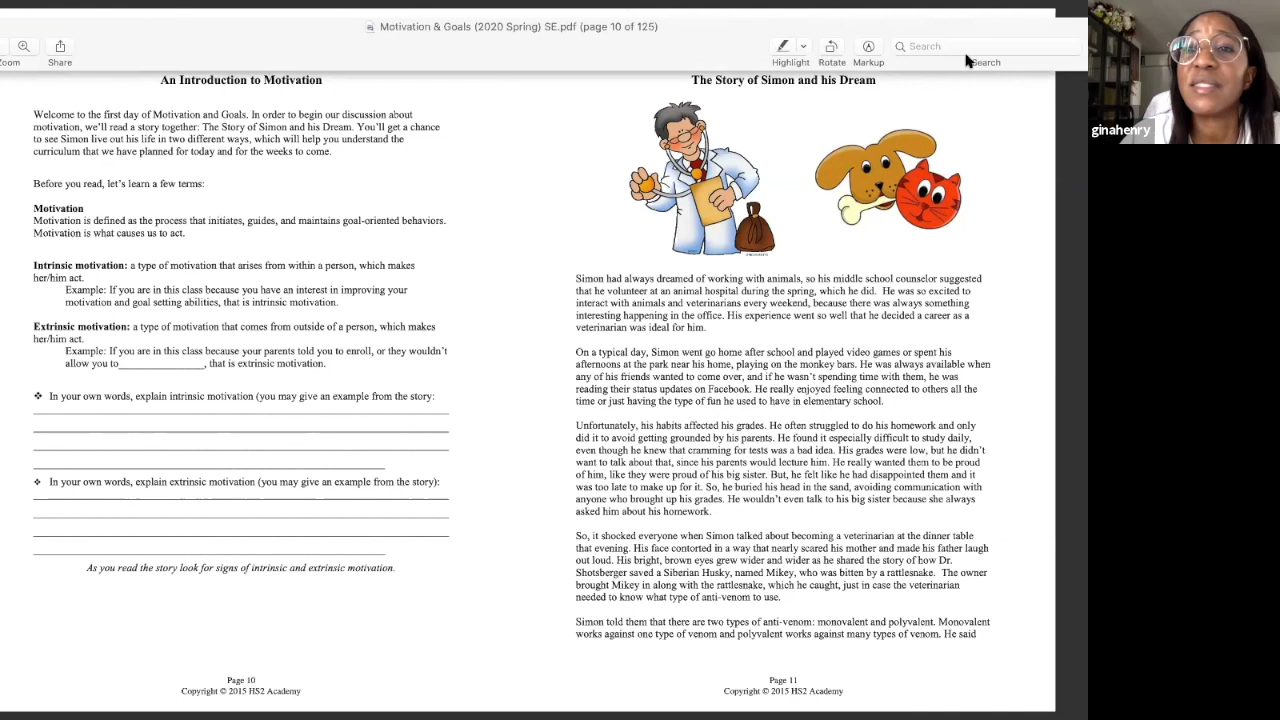 Motivation & Goals (2020 Spring) SE.pdf (page 10 of 125)
Zoom
Share
Highlight
Rotate
Markup
Search
Search
ginahenry
An Introduction to Motivation
Welcome to the first day of Motivation and Goals. In order to begin our discussion about
motivation, we'll read a story together: The Story of Simon and his Dream. You'll get a chance
to see Simon live out his life in two different ways, which will help you understand the
curriculum that we have planned for today and for the weeks to come.
Before you read, let's learn a few terms:
Motivation
Motivation is defined as the process that initiates, guides, and maintains goal-oriented behaviors.
Motivation is what causes us to act.
Intrinsic motivation: a type of motivation that arises from within a person, which makes
her/him act.
Example: If you are in this class because you have an interest in improving your
motivation and goal setting abilities, that is intrinsic motivation.
Extrinsic motivation: a type of motivation that comes from outside of a person, which makes
her/him act.
Example: If you are in this class because your parents told you to enroll, or they wouldn't
allow you to_________________, that is extrinsic motivation.
❖ In your own words, explain intrinsic motivation (you may give an example from the story:
❖ In your own words, explain extrinsic motivation (you may give an example from the story):
As you read the story look for signs of intrinsic and extrinsic motivation.
Page 10
Copyright © 2015 HS2 Academy
The Story of Simon and his Dream
Simon had always dreamed of working with animals, so his middle school counselor suggested
that he volunteer at an animal hospital during the spring, which he did. He was so excited to
interact with animals and veterinarians every weekend, because there was always something
interesting happening in the office. His experience went so well that he decided a career as a
veterinarian was ideal for him.
On a typical day, Simon went go home after school and played video games or spent his
afternoons at the park near his home, playing on the monkey bars. He was always available when
any of his friends wanted to come over, and if he wasn't spending time with them, he was
reading their status updates on Facebook. He really enjoyed feeling connected to others all the
time or just having the type of fun he used to have in elementary school.
Unfortunately, his habits affected his grades. He often struggled to do his homework and only
did it to avoid getting grounded by his parents. He found it especially difficult to study daily,
even though he knew that cramming for tests was a bad idea. His grades were low, but he didn't
want to talk about that, since his parents would lecture him. He really wanted them to be proud
of him, like they were proud of his big sister. But, he felt like he had disappointed them and it
was too late to make up for it. So, he buried his head in the sand, avoiding communication with
anyone who brought up his grades. He wouldn't even talk to his big sister because she always
asked him about his homework.
So, it shocked everyone when Simon talked about becoming a veterinarian at the dinner table
that evening. His face contorted in a way that nearly scared his mother and made his father laugh
out loud. His bright, brown eyes grew wider and wider as he shared the story of how Dr.
Shotsberger saved a Siberian Husky, named Mikey, who was bitten by a rattlesnake. The owner
brought Mikey in along with the rattlesnake, which he caught, just in case the veterinarian
needed to know what type of anti-venom to use.
Simon told them that there are two types of anti-venom: monovalent and polyvalent. Monovalent
works against one type of venom and polyvalent works against many types of venom. He said
Page 11
Copyright © 2015 HS2 Academy